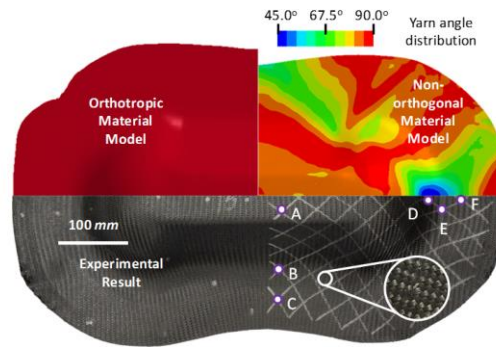 45.0° 67.5° 90.0°
Yarn angle
distribution
Orthotropic
Material
Model
Non-
orthogonal
Material
Model
A
D
F
E
100 mm
B
Experimental
Result
C